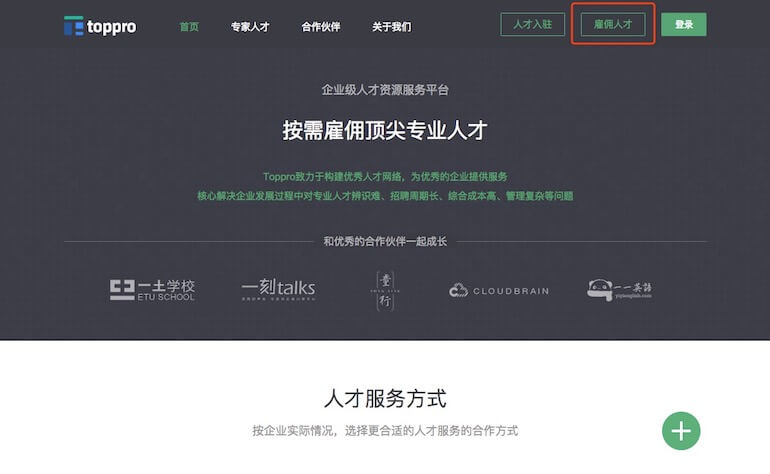 toppro
首页
专家人才
合作伙伴
关于我们
人才入驻
雇佣人才
登录
企业级人才资源服务平台
按需雇佣顶尖专业人才
Toppro致力于构建优秀人才网络，为优秀的企业提供服务
核心解决企业发展过程中对专业人才辨识难、招聘周期长、综合成本高、管理复杂等问题
和优秀的合作伙伴一起成长
一土学校
ETU SCHOOL
一刻talks
童行
CLOUDBRAIN
一一英語
yiyienglish.com
人才服务方式
按企业实际情况，选择更合适的人才服务的合作方式